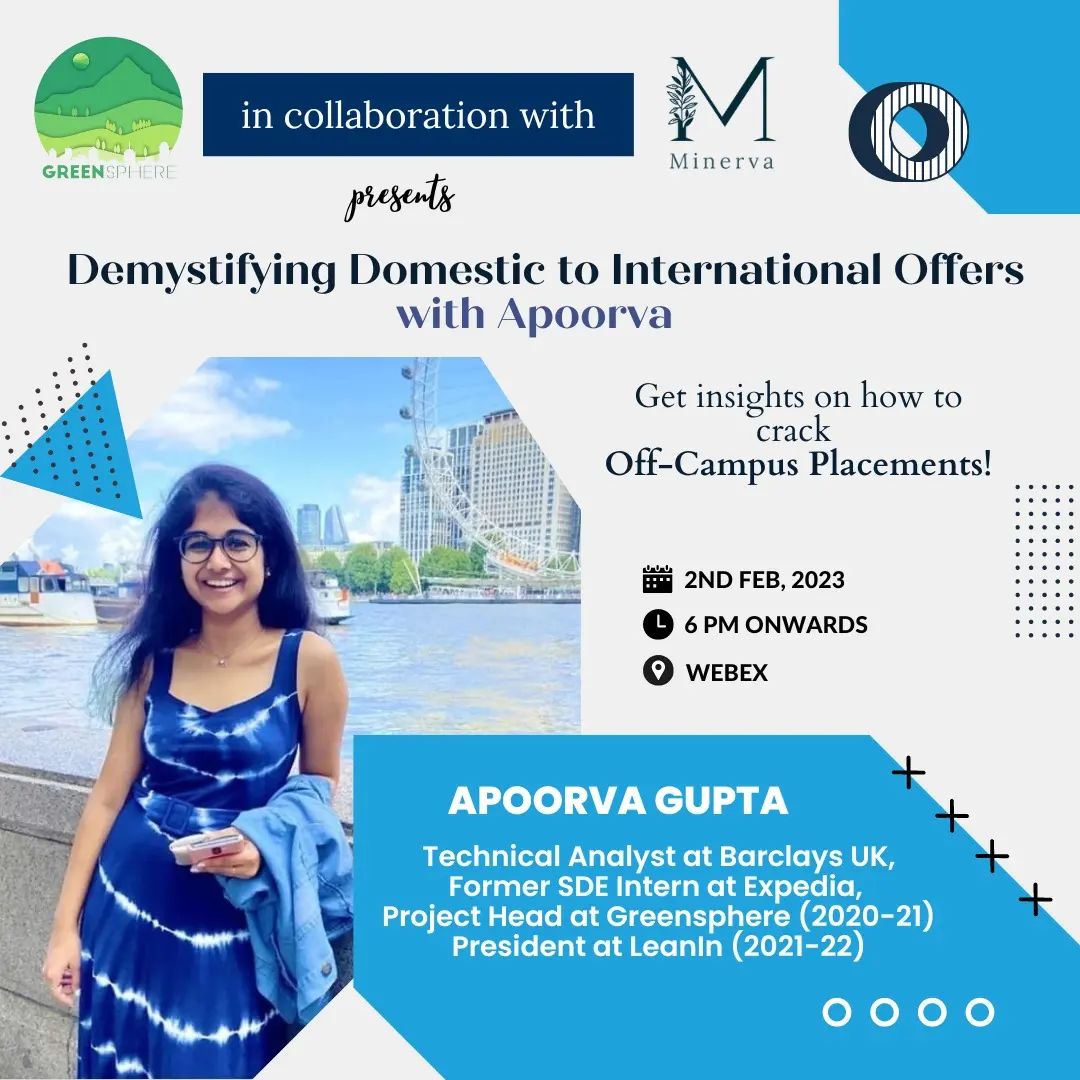 GREENSPHERE
in collaboration with
M
Minerva
presents
Demystifying Domestic to International Offers
with Apoorva
Get insights on how to
crack
Off-Campus Placements!
2ND FEB, 2023
6 PM ONWARDS
WEBEX
APOORVA GUPTA
Technical Analyst at Barclays UK,
Former SDE Intern at Expedia,
Project Head at Greensphere (2020-21)
President at LeanIn (2021-22)